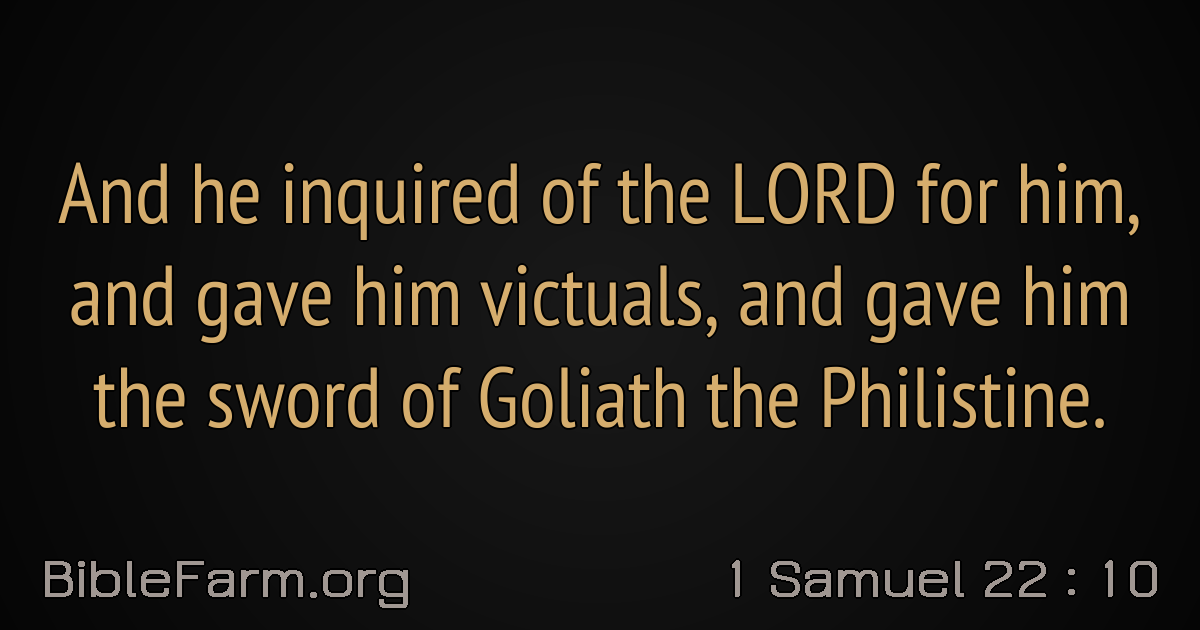 And he inquired of the LORD for him,
and gave him victuals, and gave him
the sword of Goliath the Philistine.
BibleFarm.org
1 Samuel 22 : 10